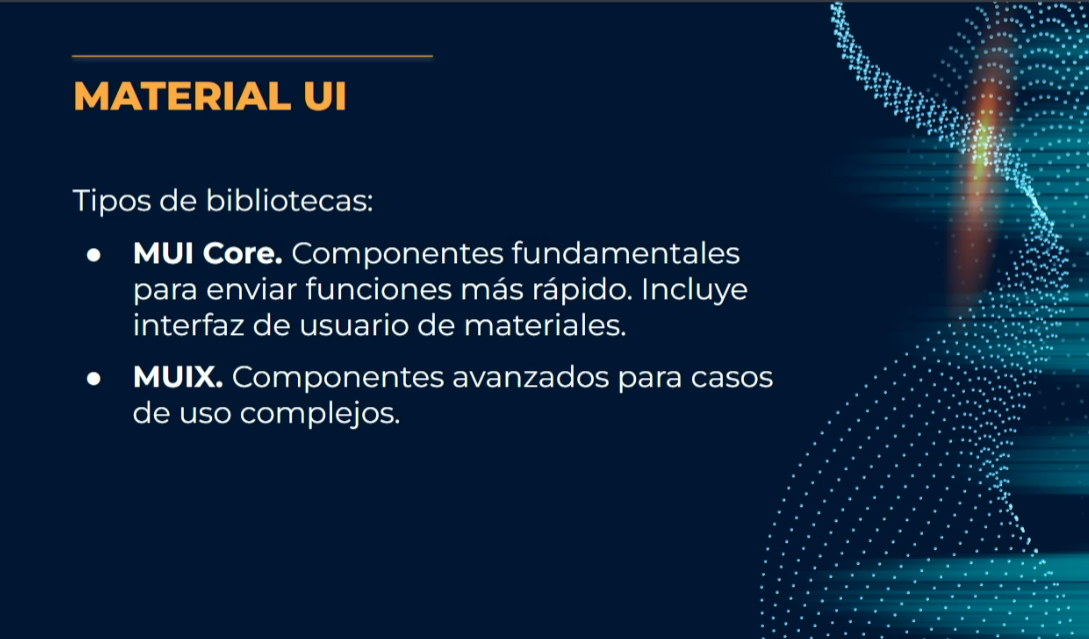 MATERIAL UI
Tipos de bibliotecas:
● MUI Core. Componentes fundamentales
para enviar funciones más rápido. Incluye
interfaz de usuario de materiales.
● MUIX. Componentes avanzados para casos
de uso complejos.